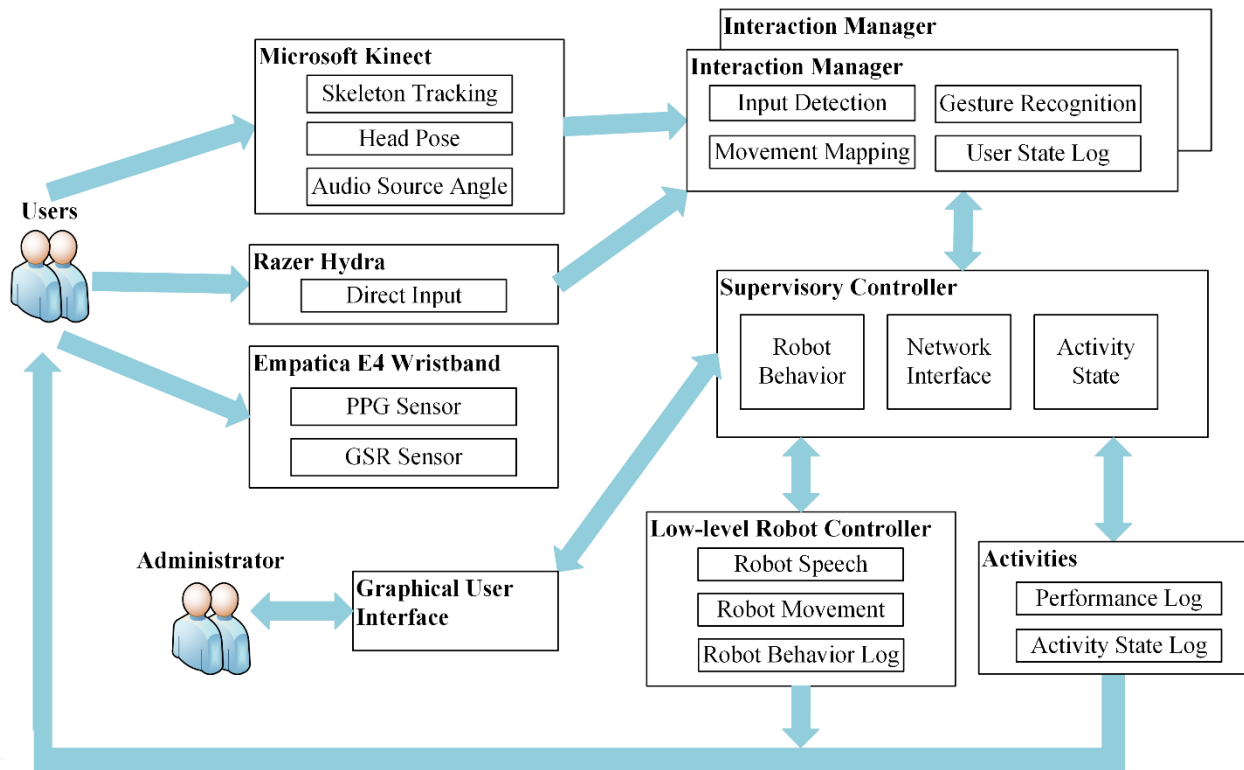 Interaction Manager
Microsoft Kinect
Skeleton Tracking
Head Pose
Audio Source Angle
Interaction Manager
Input Detection
Gesture Recognition
Movement Mapping
User State Log
Users
Razer Hydra
Direct Input
Supervisory Controller
Robot
Behavior
Network
Interface
Activity
State
Empatica E4 Wristband
PPG Sensor
GSR Sensor
Administrator
Graphical User
Interface
Low-level Robot Controller
Robot Speech
Robot Movement
Robot Behavior Log
Activities
Performance Log
Activity State Log